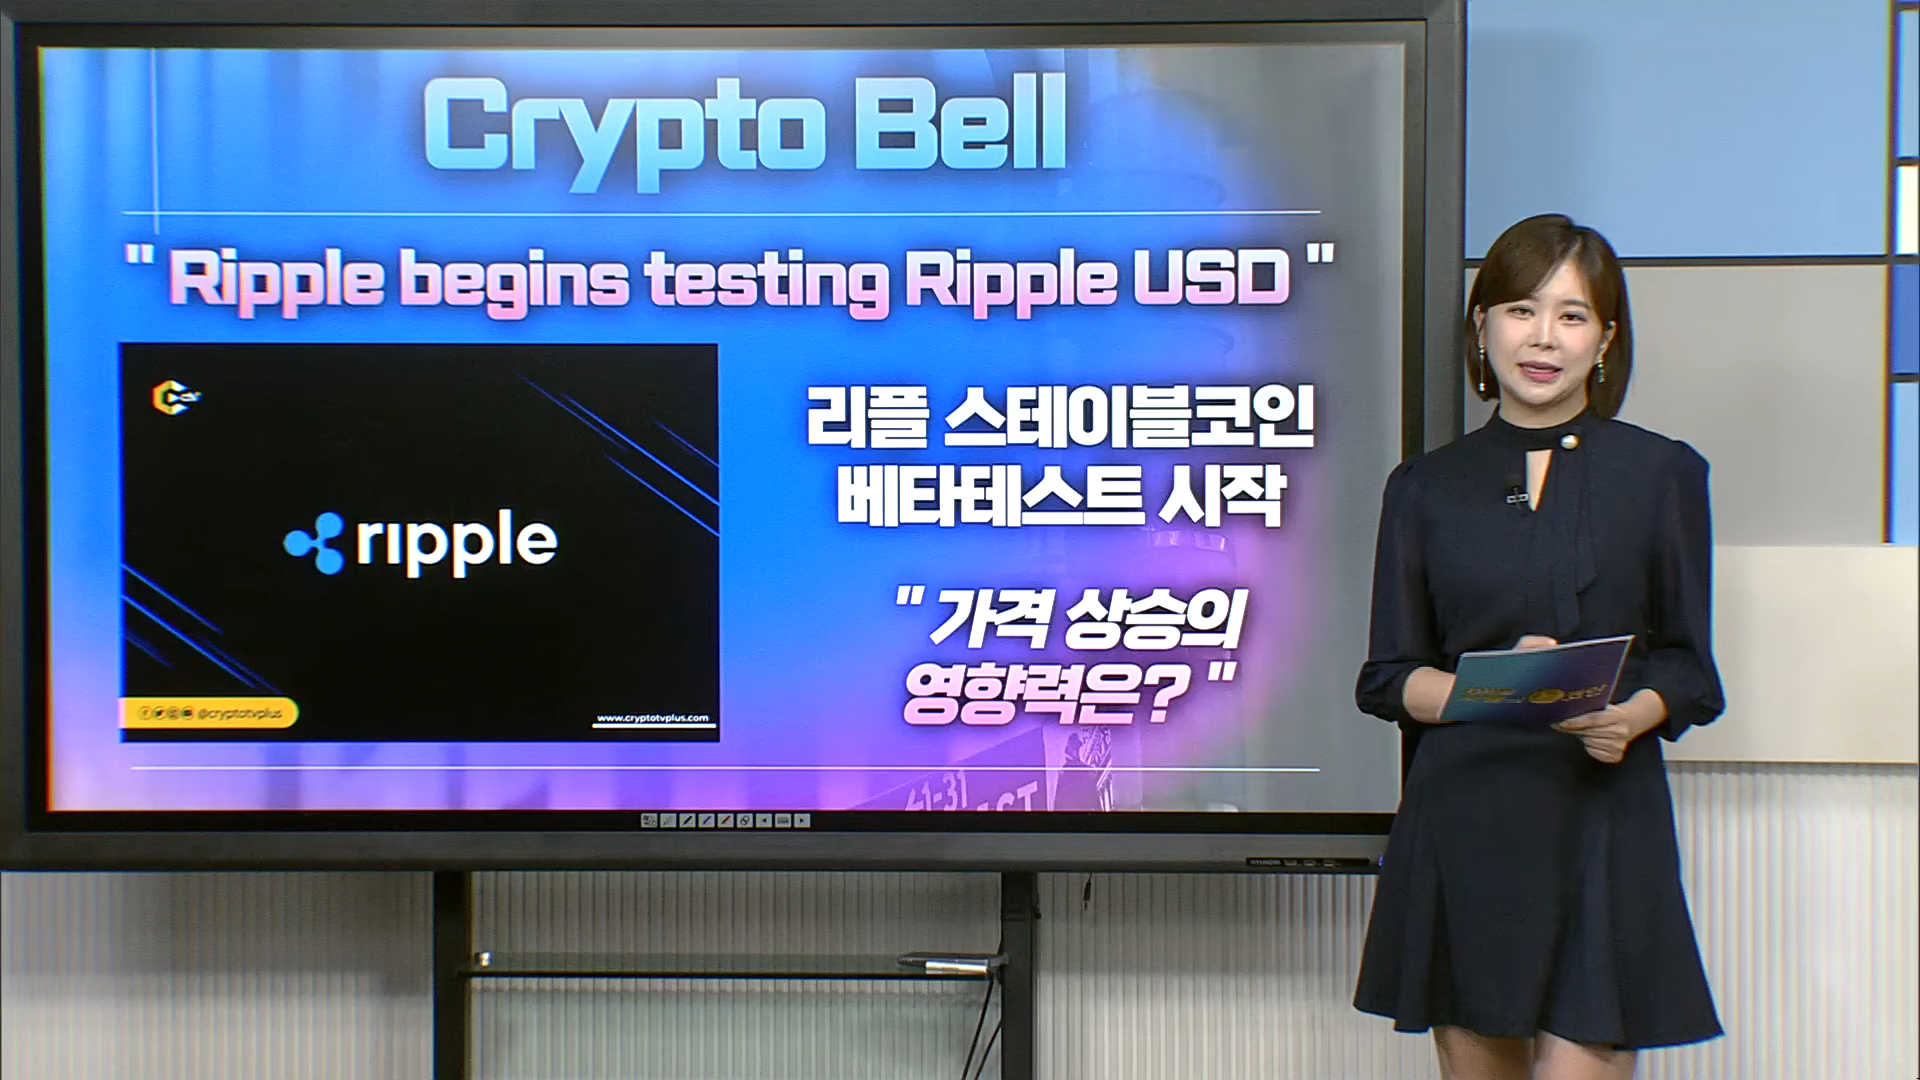 Crypto Bell
" Ripple begins testing Ripple USD "
리플 스테이블코인
베타테스트 시작
ripple
" 가격 상승의
영향력은? "
@cryptotvplus
www.cryptotvplus.com
HYUNDAI